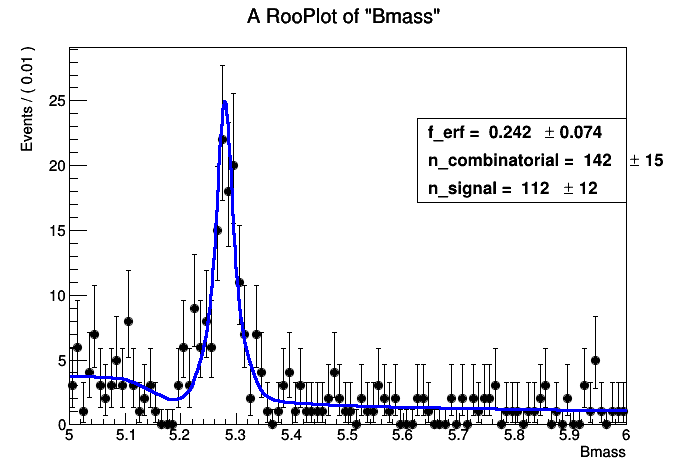 A RooPlot of "Bmass"
Events / ( 0.01 )
25
20
15
10
5
0
f_erf = 0.242 ± 0.074
n_combinatorial = 142 ± 15
n_signal = 112 ± 12
5 5.1 5.2 5.3 5.4 5.5 5.6 5.7 5.8 5.9 6
Bmass